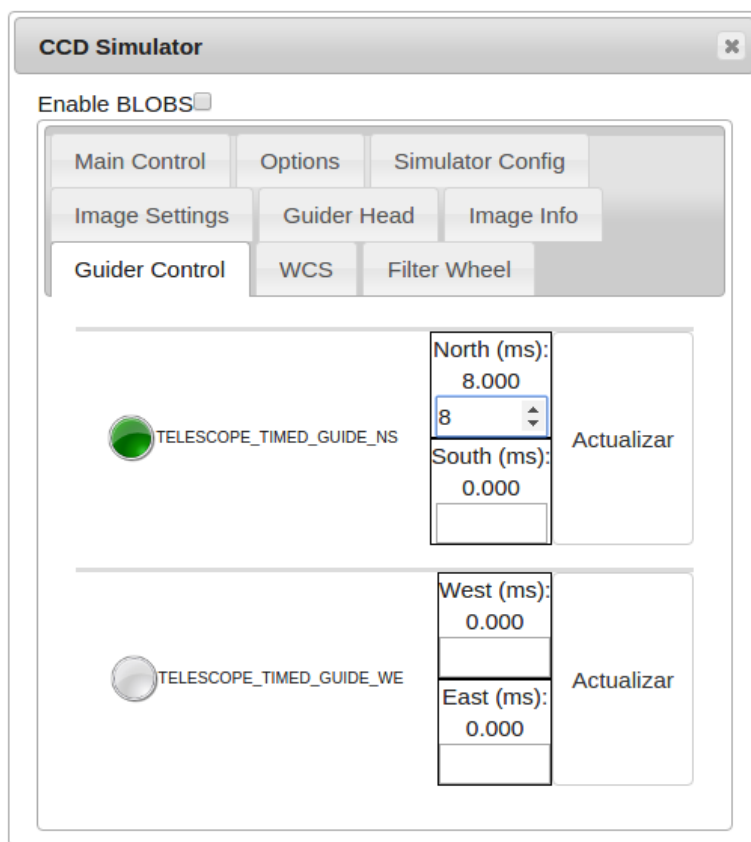 CCD Simulator
Enable BLOBS
Main Control Options Simulator Config
Image Settings Guider Head Image Info
Guider Control WCS Filter Wheel
North (ms):
8.000
8
TELESCOPE_TIMED_GUIDE_NS
Actualizar
South (ms):
0.000
West (ms):
0.000
TELESCOPE_TIMED_GUIDE_WE
Actualizar
East (ms):
0.000